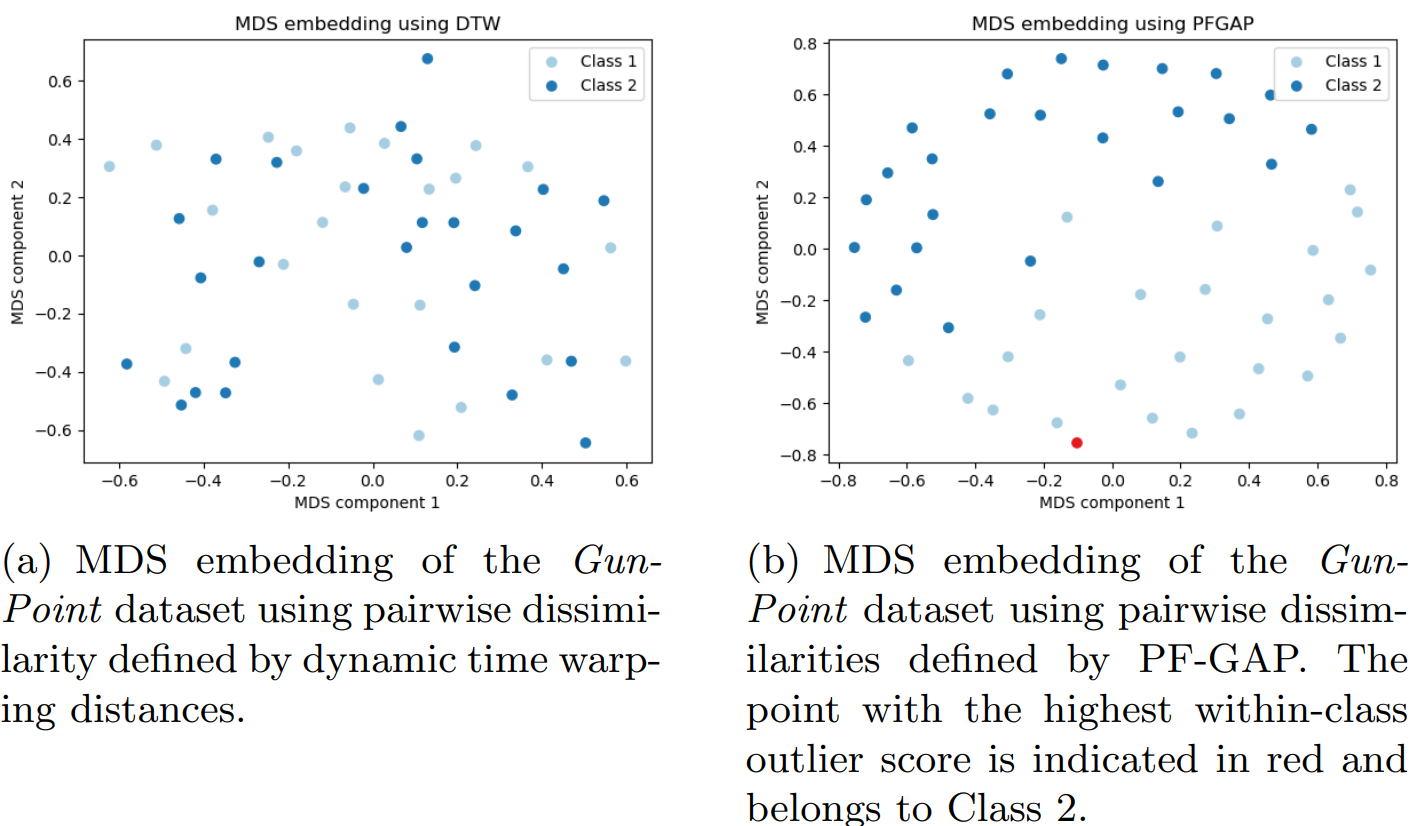 MDS embedding using DTW
Class 1
Class 2
0.6
0.4
0.2
0.0
−0.2
−0.4
−0.6
MDS component 2
−0.6 −0.4 −0.2 0.0 0.2 0.4 0.6
MDS component 1
(a) MDS embedding of the Gun-
Point dataset using pairwise dissimi-
larity defined by dynamic time warp-
ing distances.
MDS embedding using PFGAP
Class 1
Class 2
0.8
0.6
0.4
0.2
0.0
−0.2
−0.4
−0.6
−0.8
MDS component 2
−0.8 −0.6 −0.4 −0.2 0.0 0.2 0.4 0.6 0.8
MDS component 1
(b) MDS embedding of the Gun-
Point dataset using pairwise dissim-
ilarities defined by PF-GAP. The
point with the highest within-class
outlier score is indicated in red and
belongs to Class 2.